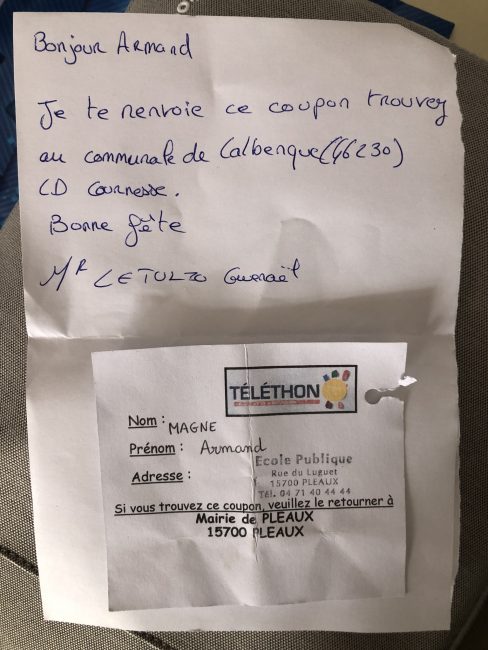 Bonjour Armand
Je te renvoie ce coupon trouvey
au communale de Calbenque (46230)
CD Cournesse.
Bonne fête
Mr LETULZO Gwenaël
TÉLÉTHON
Nom : MAGNE
Prénom : Armand
Adresse :
Ecole Publique
Rue du Luguet
15700 PLEAUX
Tél. 04 71 40 44 44
Si vous trouvez ce coupon, veuillez le retourner à
Mairie de PLEAUX
15700 PLEAUX